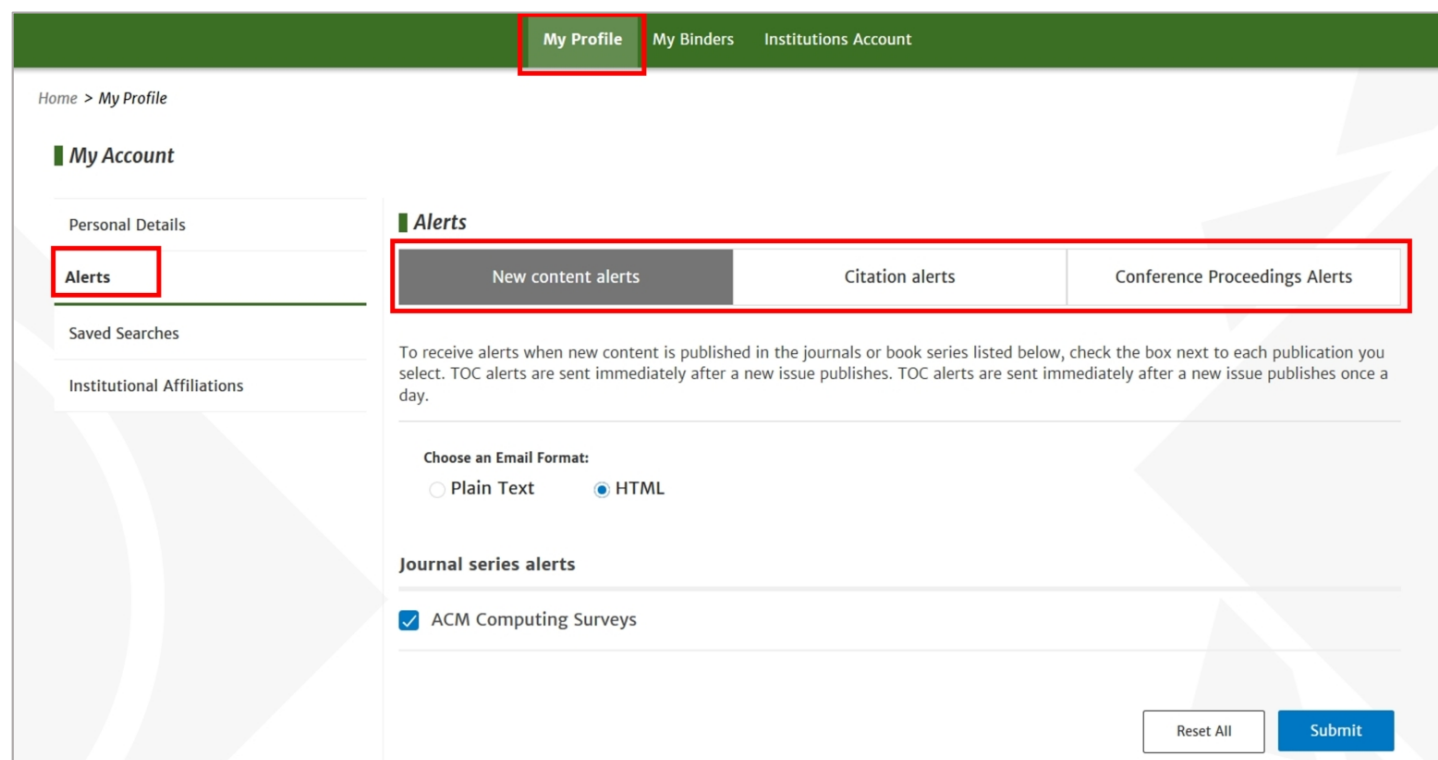 My Profile My Binders Institutions Account
Home > My Profile
My Account
Personal Details
Alerts
Saved Searches
Institutional Affiliations
Alerts
New content alerts Citation alerts Conference Proceedings Alerts
To receive alerts when new content is published in the journals or book series listed below, check the box next to each publication you
select. TOC alerts are sent immediately after a new issue publishes. TOC alerts are sent immediately after a new issue publishes once a
day.
Choose an Email Format:
Plain Text HTML
Journal series alerts
ACM Computing Surveys
Reset All Submit